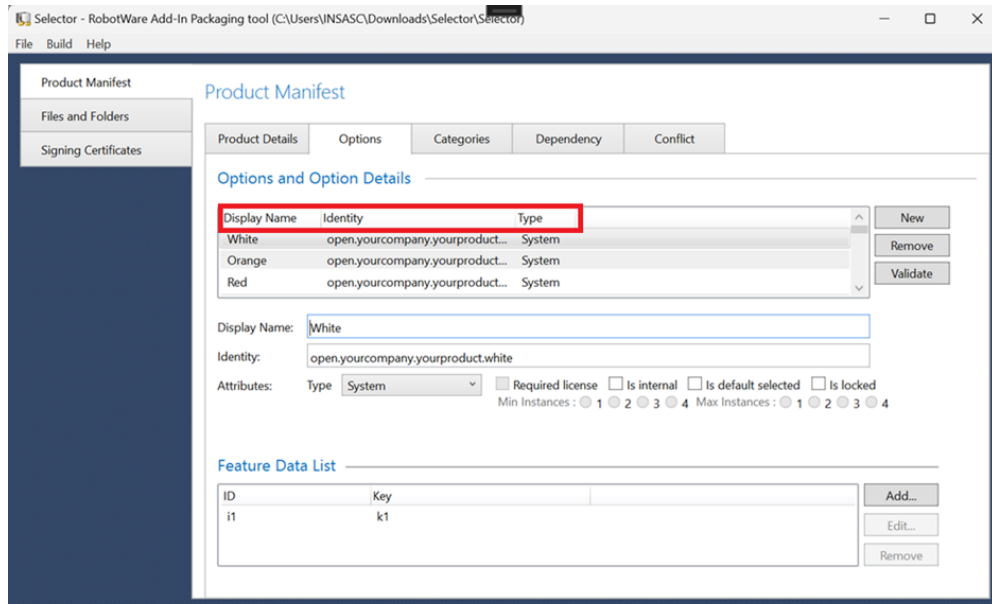 Selector - RobotWare Add-In Packaging tool (C:\Users\INSASC\Downloads\Selector\Selector)
File Build Help
Product Manifest
Files and Folders
Signing Certificates
Product Manifest
Product Details Options Categories Dependency Conflict
Options and Option Details
Display Name Identity Type
White open.yourcompany.yourproduct... System
Orange open.yourcompany.yourproduct... System
Red open.yourcompany.yourproduct... System
New
Remove
Validate
Display Name: White
Identity: open.yourcompany.yourproduct.white
Attributes: Type System Required license Is internal Is default selected Is locked
Min Instances : 1 2 3 4 Max Instances : 1 2 3 4
Feature Data List
ID Key
i1 k1
Add...
Edit...
Remove